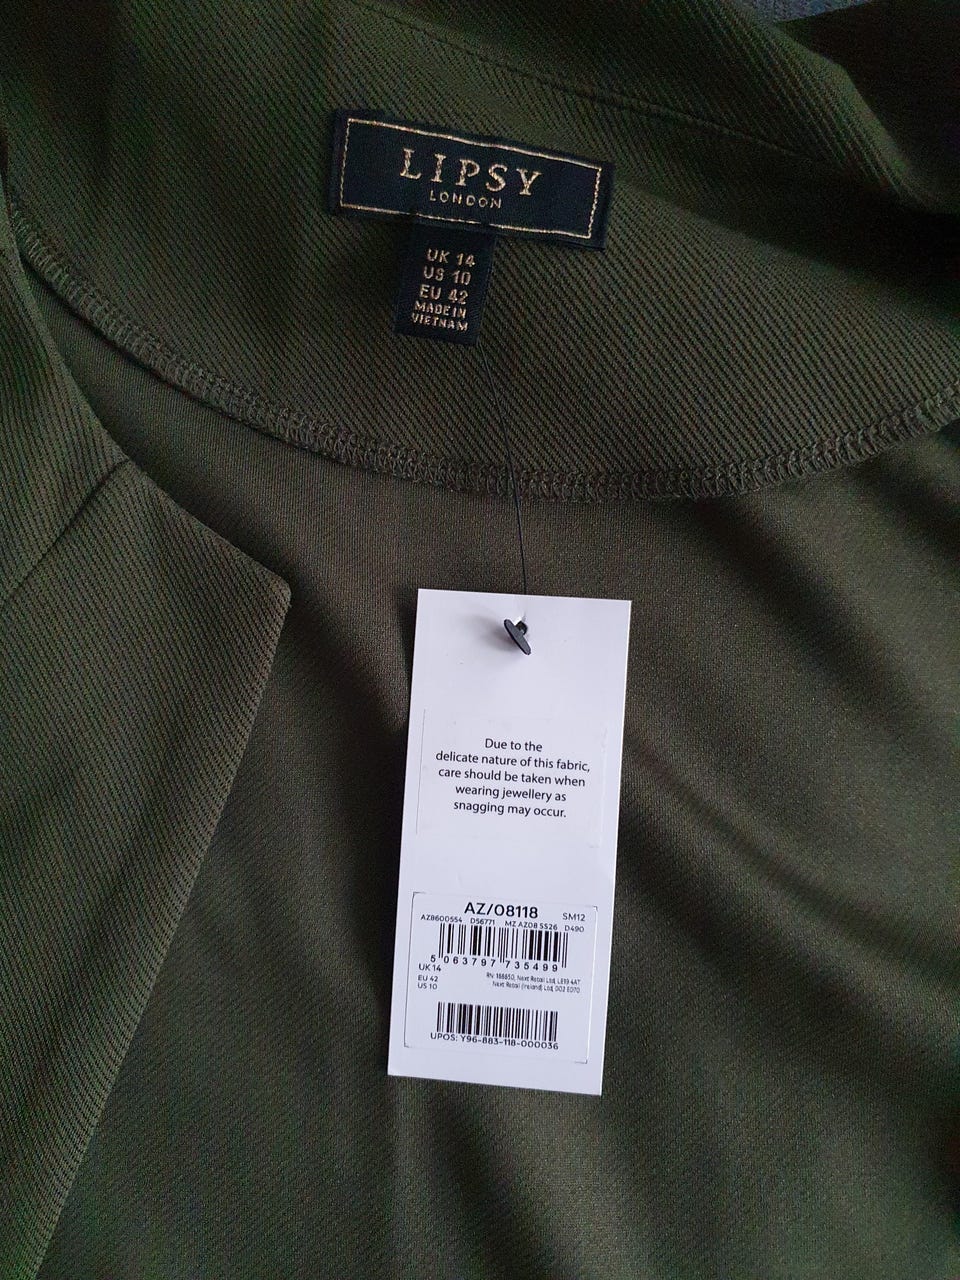 LIPSY
LONDON
UK 14
US 10
EU 42
MADE IN
VIETNAM
Due to the
delicate nature of this fabric,
care should be taken when
wearing jewellery as
snagging may occur.
AZ/08118 SM12
AZ8600554 D56771 MZ AZ08 SS26 D490
5 063797 735499
UK 14
EU 42
US 10
RN: 166650, Next Retail Ltd, LE19 4AT
Next Retail (Ireland) Ltd, D02 ED70
UPOS: Y96-883-118-000036